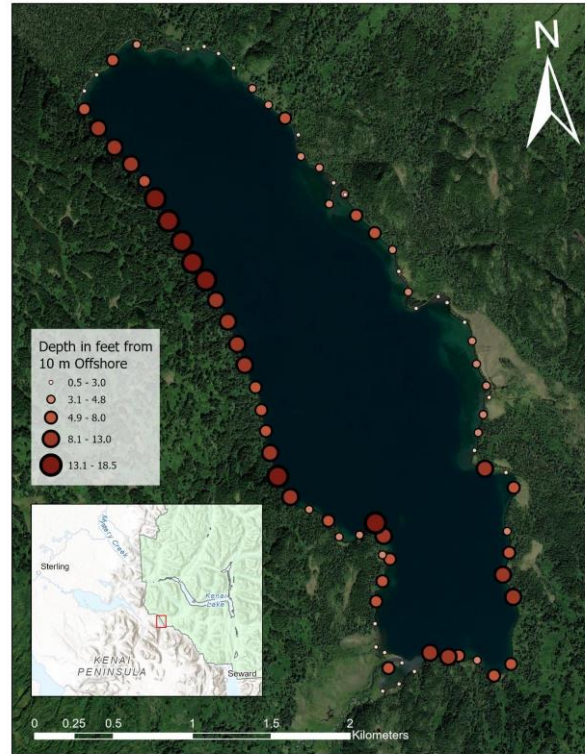 N
Depth in feet from
10 m Offshore
0.5 - 3.0
3.1 - 4.8
4.9 - 8.0
8.1 - 13.0
13.1 - 18.5
Sterling
Kenai
Lake
KENAI
PENINSULA
Seward
0 0.25 0.5 1 1.5 2
Kilometers